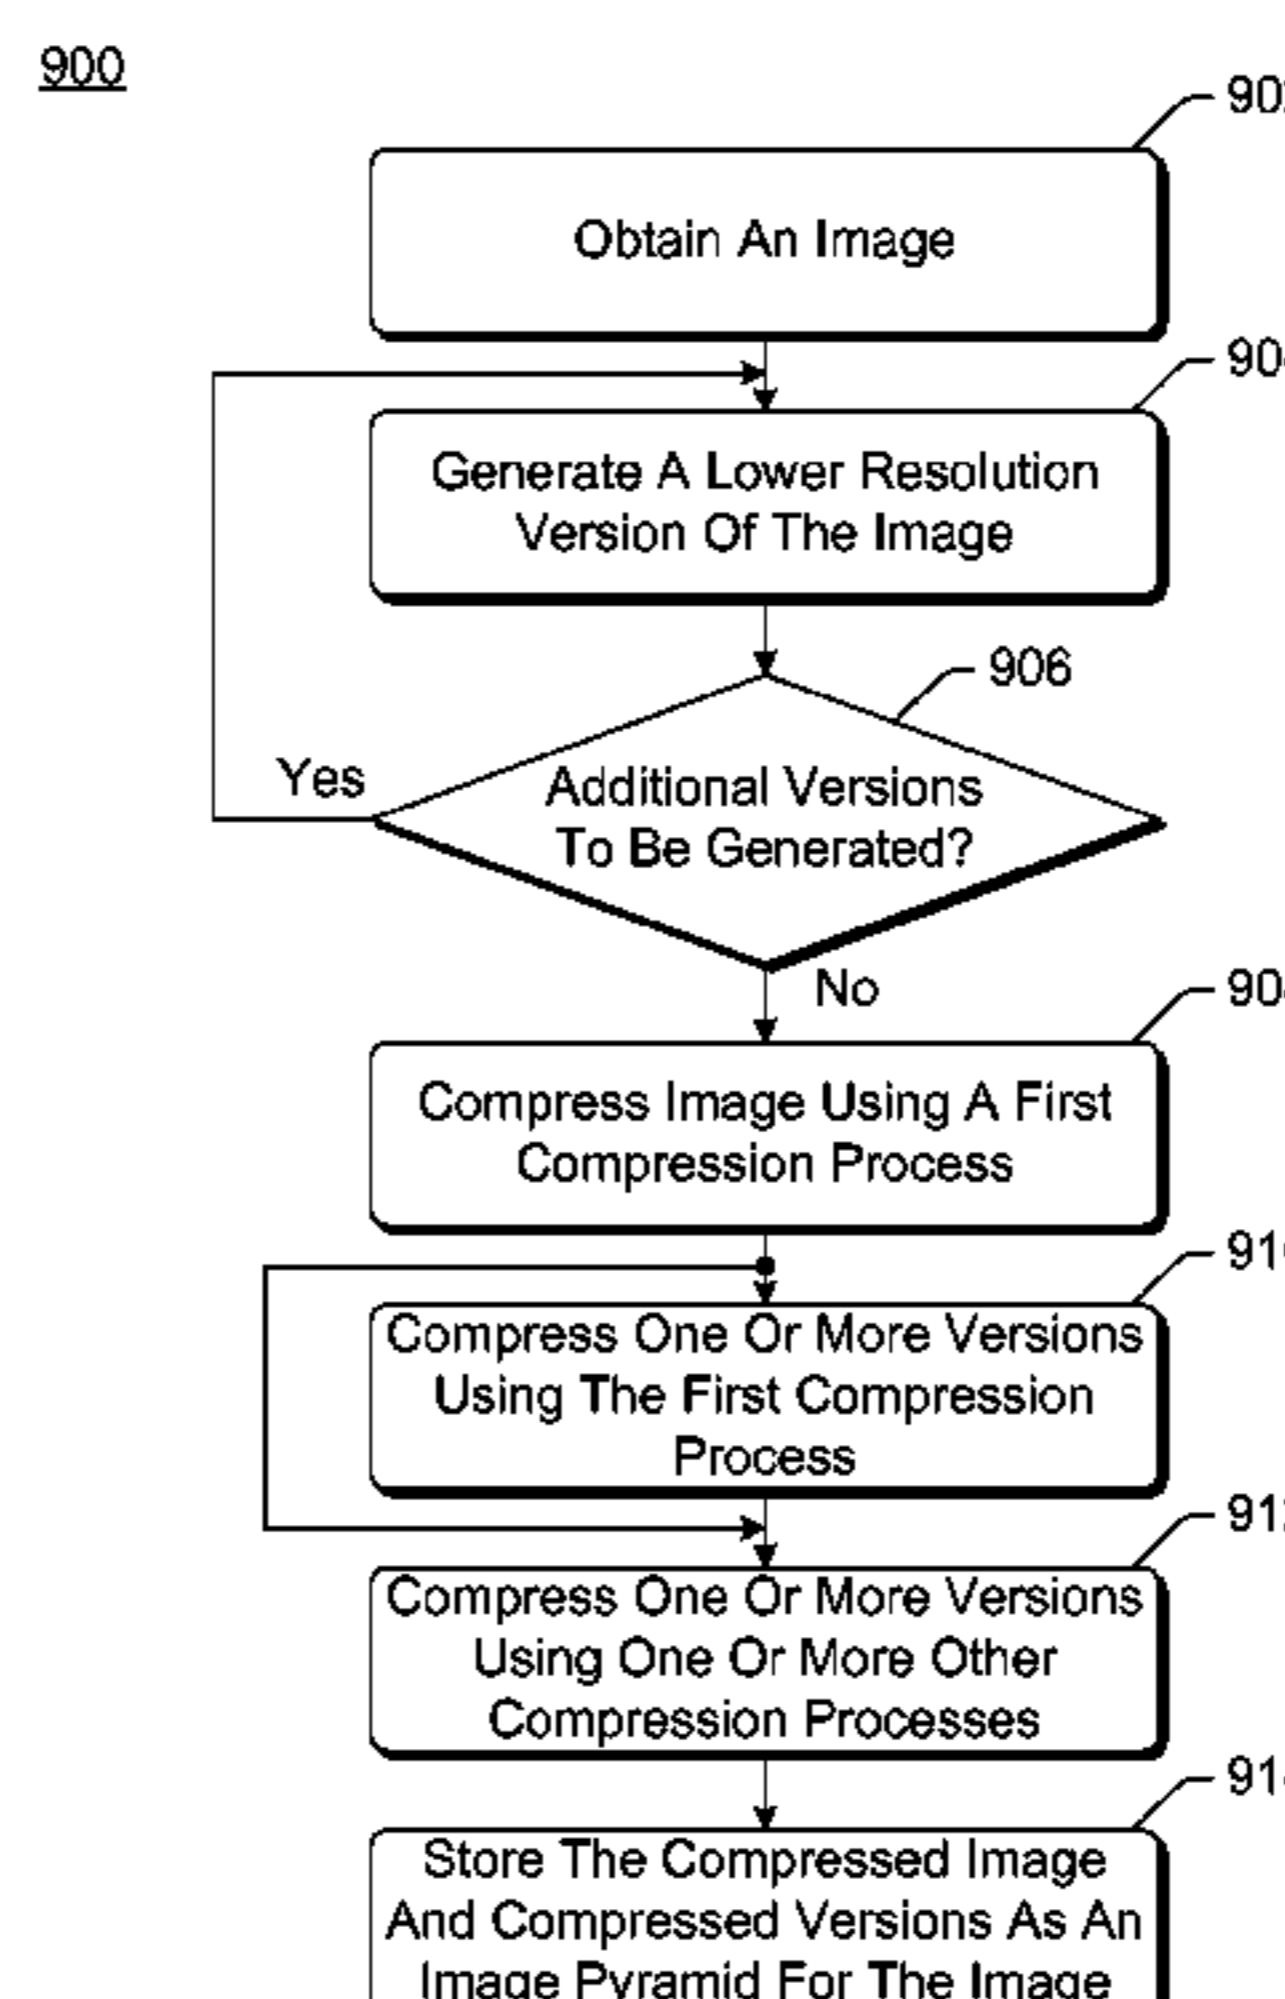 900
Obtain An Image
Generate A Lower Resolution
Version Of The Image
906
Yes
Additional Versions
To Be Generated?
No
Compress Image Using A First
Compression Process
Compress One Or More Versions
Using The First Compression
Process
Compress One Or More Versions
Using One Or More Other
Compression Processes
Store The Compressed Image
And Compressed Versions As An
Image Pyramid For The Image